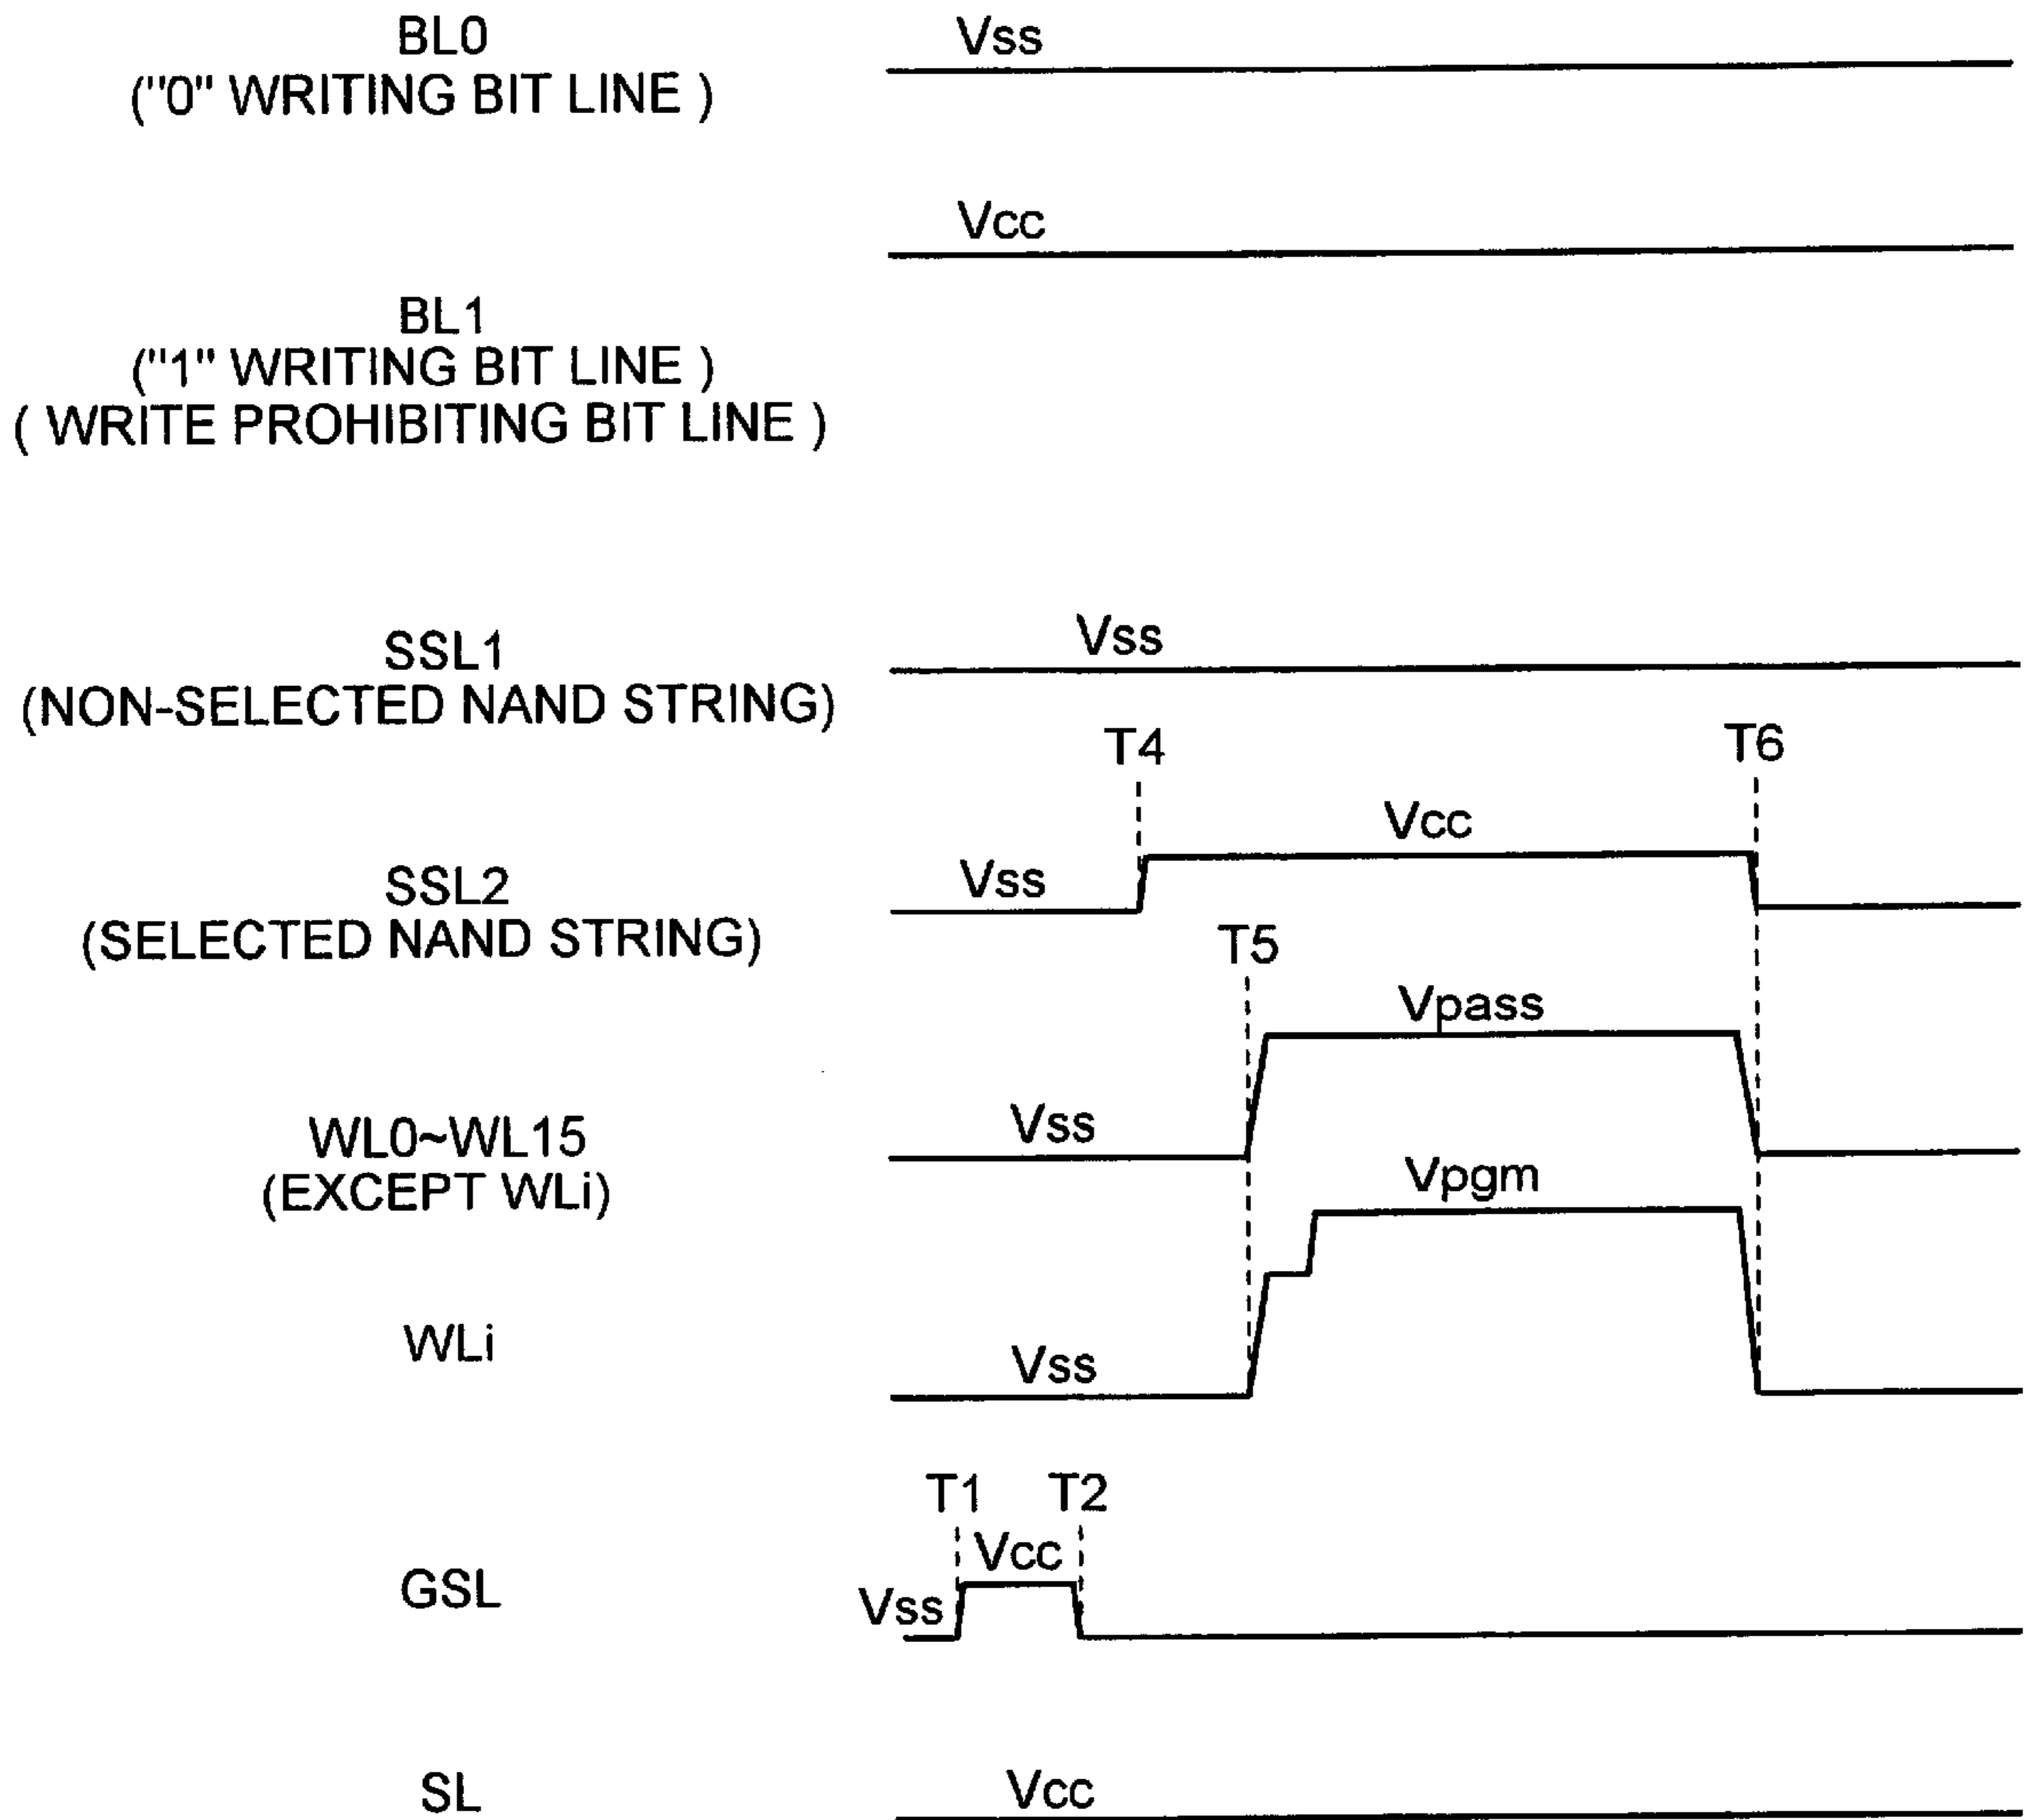 BL0 Vss
("0" WRITING BIT LINE )
Vcc
BL1
("1" WRITING BIT LINE )
( WRITE PROHIBITING BIT LINE )
SSL1 Vss
(NON-SELECTED NAND STRING)
T4 T6
Vcc
SSL2 Vss
(SELECTED NAND STRING)
T5
Vpass
WL0~WL15 Vss
(EXCEPT WLi) Vpgm
WLi Vss
T1 T2
Vcc
GSL Vss
SL Vcc